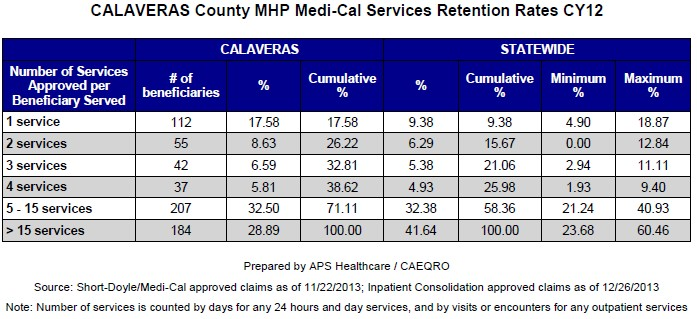 CALAVERAS County MHP Medi-Cal Services Retention Rates CY12
CALAVERAS STATEWIDE
Number of Services Approved per Beneficiary Served # of beneficiaries % Cumulative % % Cumulative % Minimum % Maximum %
1 service 112 17.58 17.58 9.38 9.38 4.90 18.87
2 services 55 8.63 26.22 6.29 15.67 0.00 12.84
3 services 42 6.59 32.81 5.38 21.06 2.94 11.11
4 services 37 5.81 38.62 4.93 25.98 1.93 9.40
5 - 15 services 207 32.50 71.11 32.38 58.36 21.24 40.93
> 15 services 184 28.89 100.00 41.64 100.00 23.68 60.46
Prepared by APS Healthcare / CAEQRO
Source: Short-Doyle/Medi-Cal approved claims as of 11/22/2013; Inpatient Consolidation approved claims as of 12/26/2013
Note: Number of services is counted by days for any 24 hours and day services, and by visits or encounters for any outpatient services